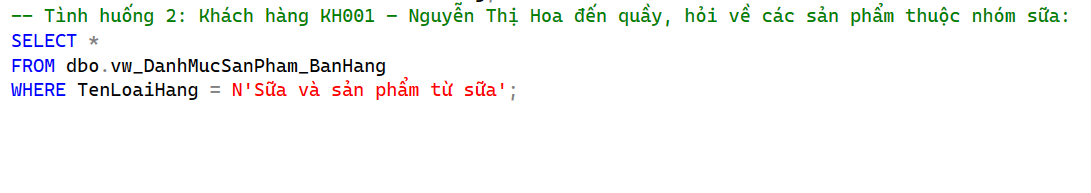 -- Tình huống 2: Khách hàng KH001 – Nguyễn Thị Hoa đến quầy, hỏi về các sản phẩm thuộc nhóm sữa:
SELECT *
FROM dbo.vw_DanhMucSanPham_BanHang
WHERE TenLoaiHang = N'Sữa và sản phẩm từ sữa';